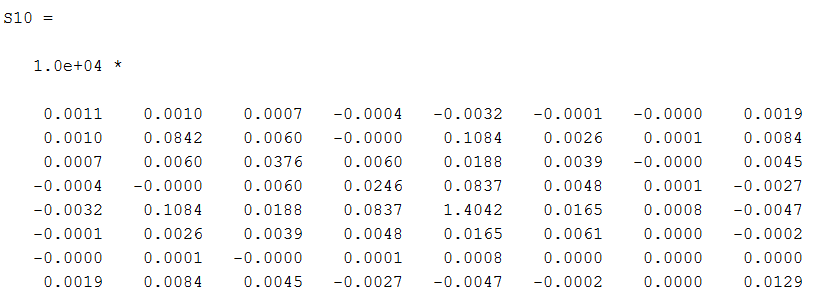 S10 =
1.0e+04 *
0.0011 0.0010 0.0007 -0.0004 -0.0032 -0.0001 -0.0000 0.0019
0.0010 0.0842 0.0060 -0.0000 0.1084 0.0026 0.0001 0.0084
0.0007 0.0060 0.0376 0.0060 0.0188 0.0039 -0.0000 0.0045
-0.0004 -0.0000 0.0060 0.0246 0.0837 0.0048 0.0001 -0.0027
-0.0032 0.1084 0.0188 0.0837 1.4042 0.0165 0.0008 -0.0047
-0.0001 0.0026 0.0039 0.0048 0.0165 0.0061 0.0000 -0.0002
-0.0000 0.0001 -0.0000 0.0001 0.0008 0.0000 0.0000 0.0000
0.0019 0.0084 0.0045 -0.0027 -0.0047 -0.0002 0.0000 0.0129